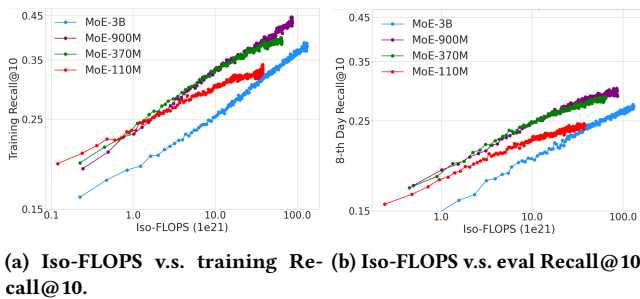 MoE-3B
MoE-900M
MoE-370M
MoE-110M
Training Recall@10
0.45
0.35
0.25
0.15
0.1
1.0
10.0
100.0
Iso-FLOPS (1e21)
MoE-3B
MoE-900M
MoE-370M
MoE-110M
8-th Day Recall@10
0.45
0.35
0.25
0.15
1.0
10.0
100.0
Iso-FLOPS (1e21)
(a) Iso-FLOPS v.s. training Re-
call@10.
(b) Iso-FLOPS v.s. eval Recall@10